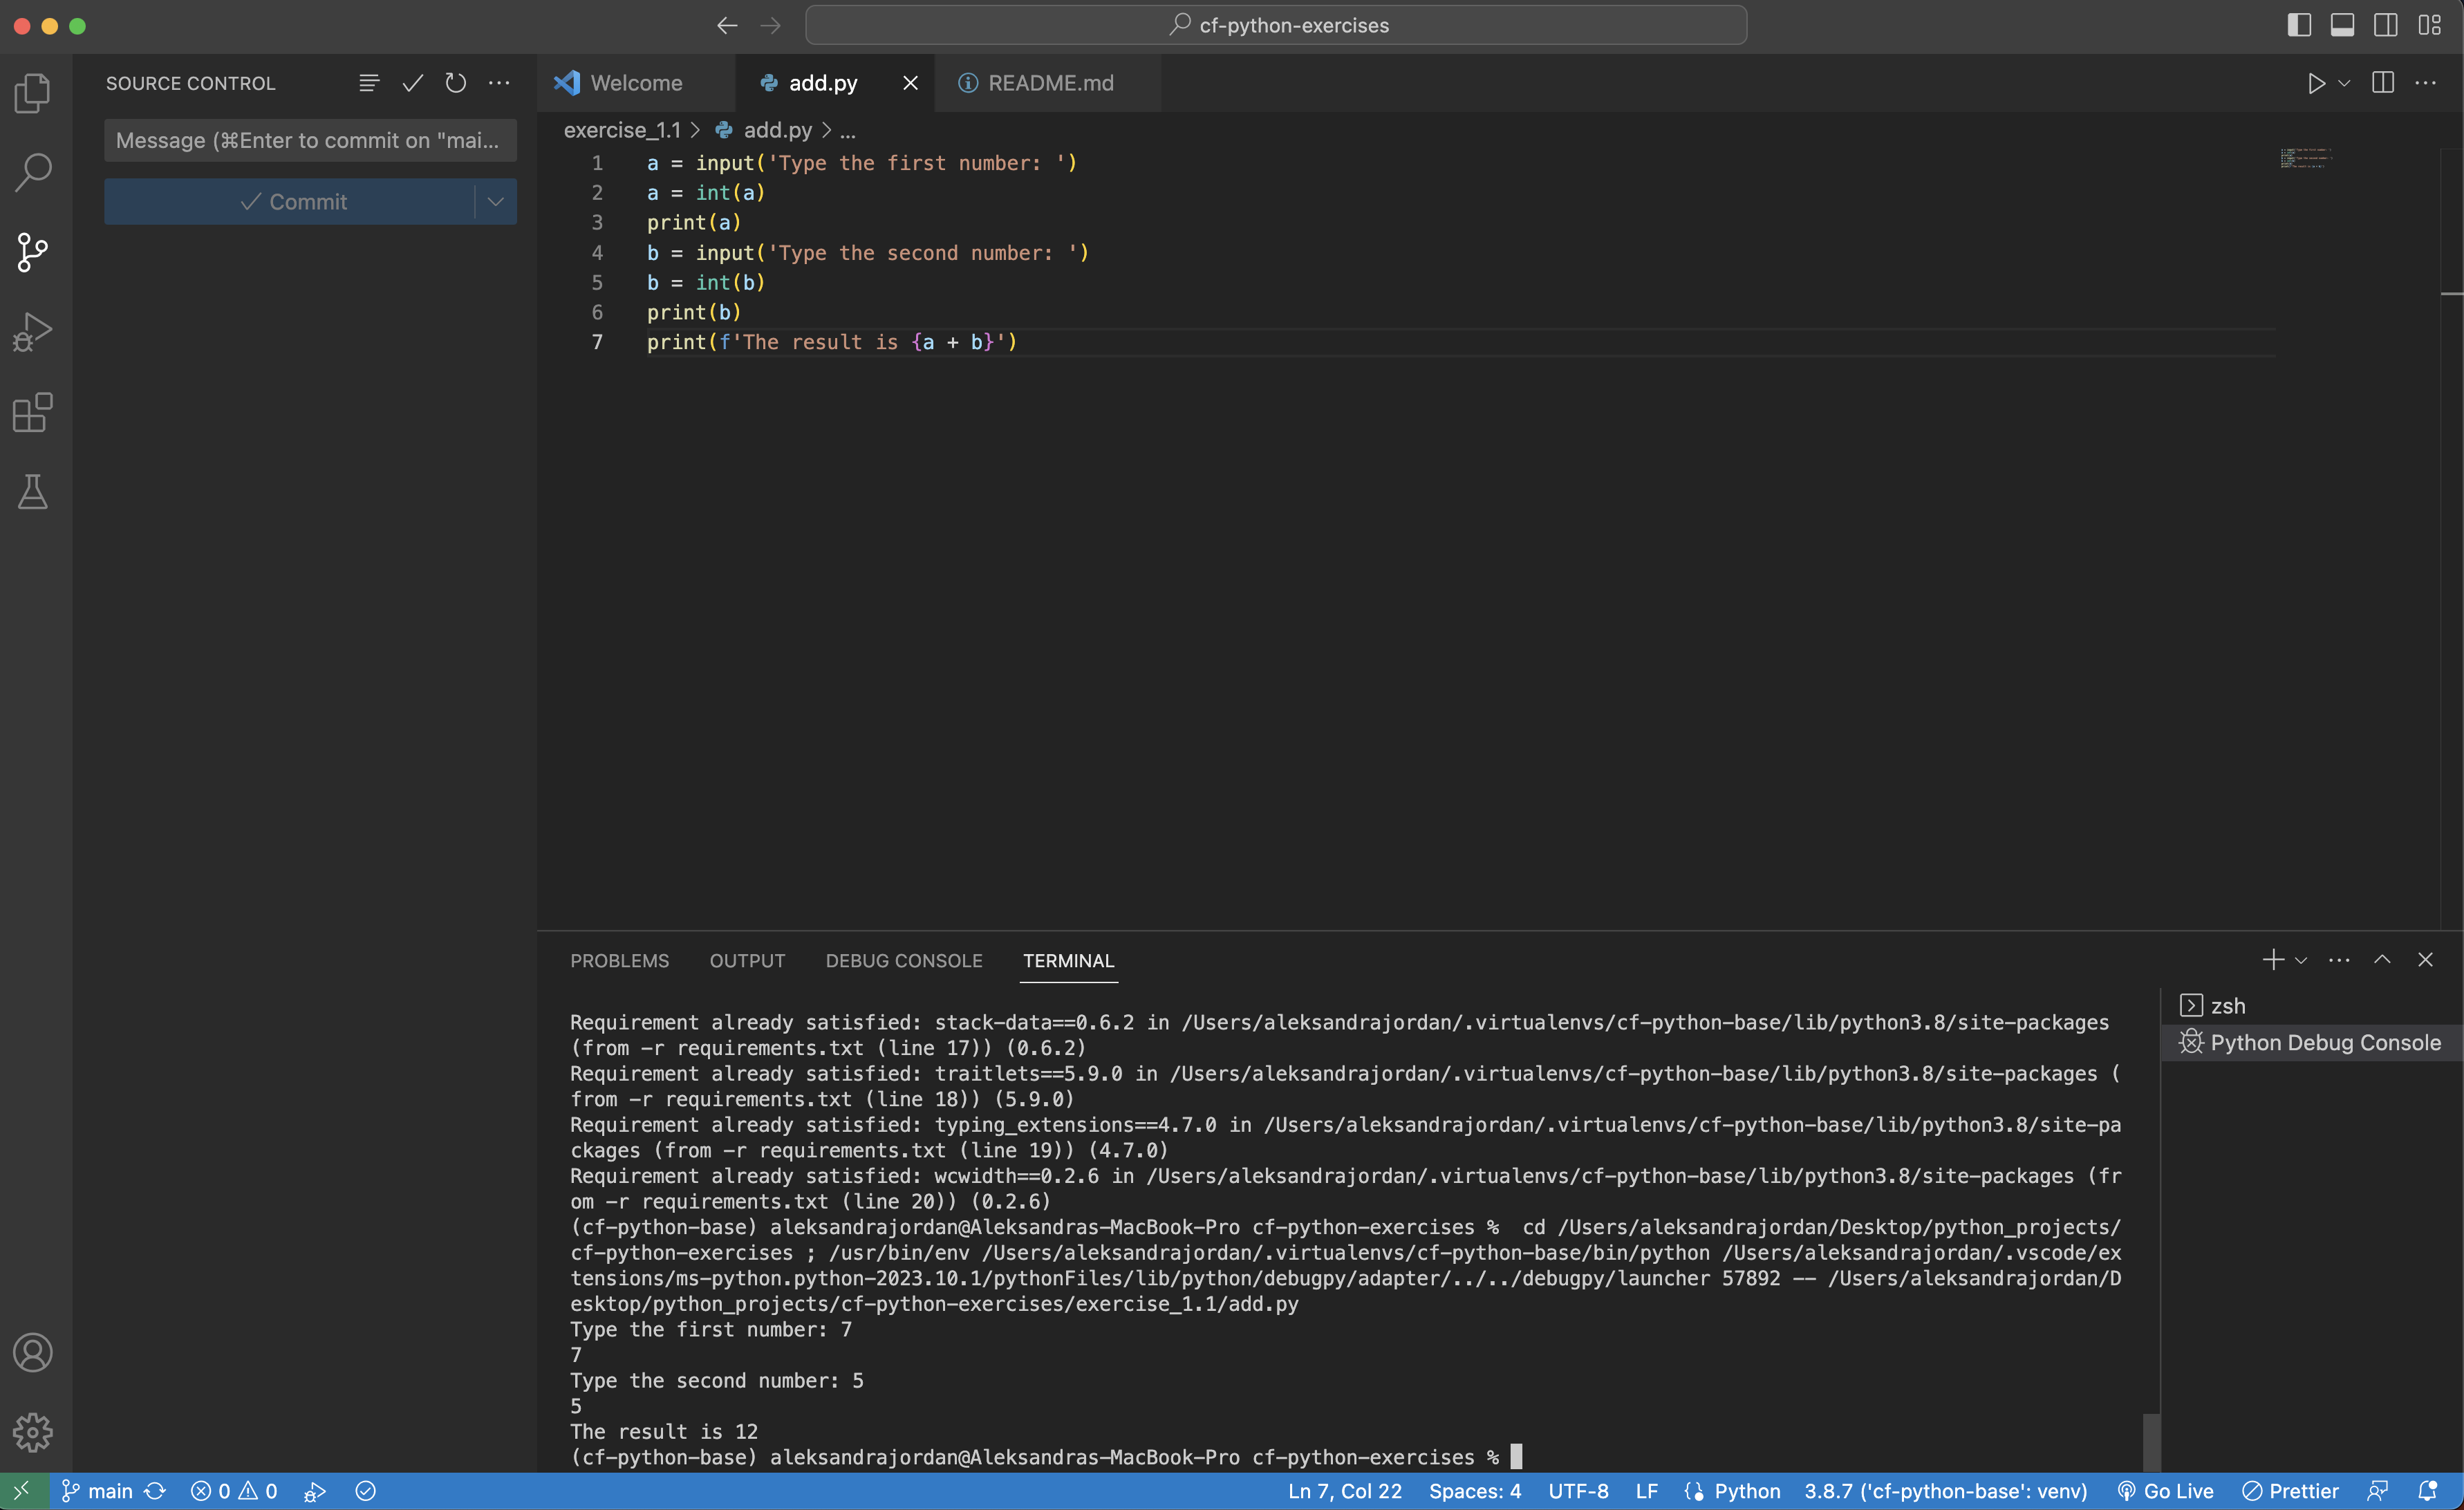 cf-python-exercises
SOURCE CONTROL
Message (⌘Enter to commit on "mai...
Commit
Welcome
add.py
README.md
exercise_1.1 > add.py > ...
1 a = input('Type the first number: ')
2 a = int(a)
3 print(a)
4 b = input('Type the second number: ')
5 b = int(b)
6 print(b)
7 print(f'The result is {a + b}')
PROBLEMS OUTPUT DEBUG CONSOLE TERMINAL
Requirement already satisfied: stack-data==0.6.2 in /Users/aleksandrajordan/.virtualenvs/cf-python-base/lib/python3.8/site-packages
(from -r requirements.txt (line 17)) (0.6.2)
Requirement already satisfied: traitlets==5.9.0 in /Users/aleksandrajordan/.virtualenvs/cf-python-base/lib/python3.8/site-packages (
from -r requirements.txt (line 18)) (5.9.0)
Requirement already satisfied: typing_extensions==4.7.0 in /Users/aleksandrajordan/.virtualenvs/cf-python-base/lib/python3.8/site-pa
ckages (from -r requirements.txt (line 19)) (4.7.0)
Requirement already satisfied: wcwidth==0.2.6 in /Users/aleksandrajordan/.virtualenvs/cf-python-base/lib/python3.8/site-packages (fr
om -r requirements.txt (line 20)) (0.2.6)
(cf-python-base) aleksandrajordan@Aleksandras-MacBook-Pro cf-python-exercises %  cd /Users/aleksandrajordan/Desktop/python_projects/
cf-python-exercises ; /usr/bin/env /Users/aleksandrajordan/.virtualenvs/cf-python-base/bin/python /Users/aleksandrajordan/.vscode/ex
tensions/ms-python.python-2023.10.1/pythonFiles/lib/python/debugpy/adapter/../../debugpy/launcher 57892 -- /Users/aleksandrajordan/D
esktop/python_projects/cf-python-exercises/exercise_1.1/add.py
Type the first number: 7
7
Type the second number: 5
5
The result is 12
(cf-python-base) aleksandrajordan@Aleksandras-MacBook-Pro cf-python-exercises %
zsh
Python Debug Console
main 0 0 Ln 7, Col 22 Spaces: 4 UTF-8 LF Python 3.8.7 ('cf-python-base': venv) Go Live Prettier